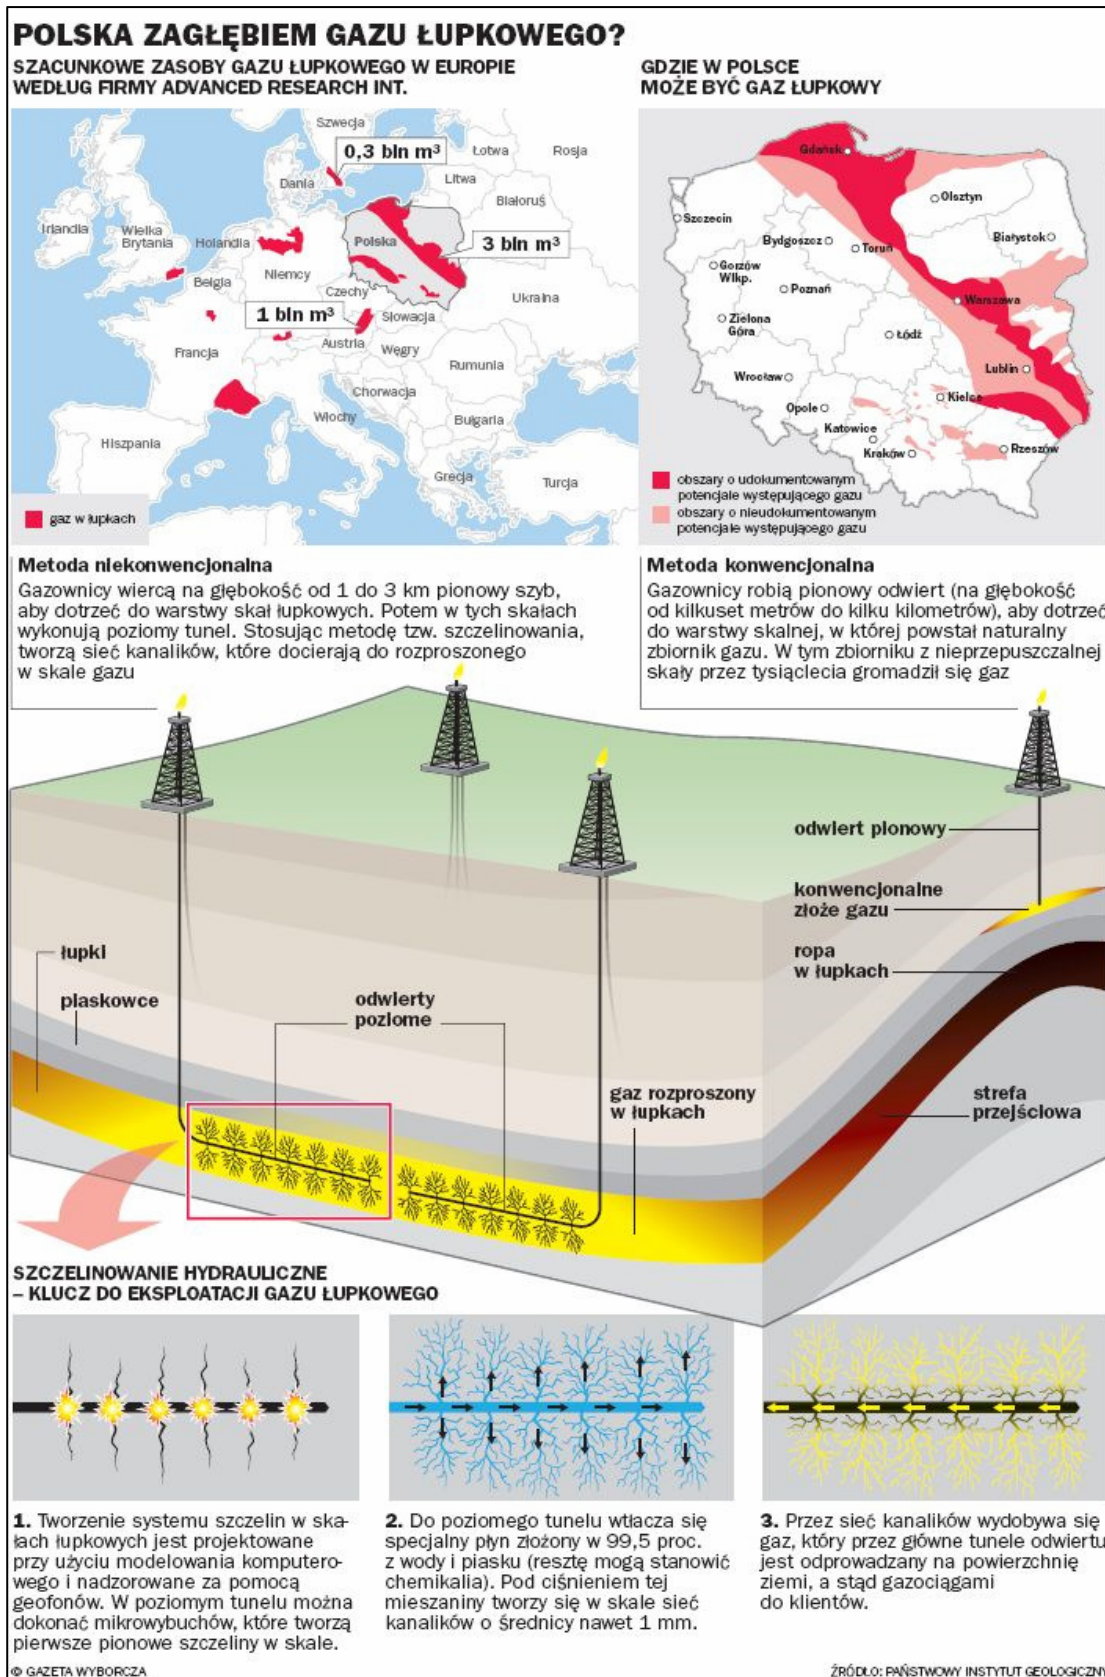 POLSKA ZAGŁĘBIEM GAZU ŁUPKOWEGO?
SZACUNKOWE ZASOBY GAZU ŁUPKOWEGO W EUROPIE
WEDŁUG FIRMY ADVANCED RESEARCH INT.
Szwecja
0,3 bln m³
Łotwa
Rosja
Dania
Litwa
Białoruś
Irlandia
Wielka
Brytania
Holandia
Polska
3 bln m³
Belgia
Niemcy
Czechy
Ukraina
1 bln m³
Słowacja
Francja
Austria
Węgry
Rumunia
Chorwacja
Włochy
Bułgaria
Hiszpania
Grecja
Turcja
gaz w łupkach
GDZIE W POLSCE
MOŻE BYĆ GAZ ŁUPKOWY
Gdańsk
Olsztyn
Szczecin
Bydgoszcz
Toruń
Białystok
Gorzów
Wlkp.
Poznań
Warszawa
Zielona
Góra
Łódź
Lublin
Wrocław
Kielce
Opole
Katowice
Kraków
Rzeszów
obszary o udokumentowanym
potencjale występującego gazu
obszary o nieudokumentowanym
potencjale występującego gazu
Metoda niekonwencjonalna
Gazownicy wiercą na głębokość od 1 do 3 km pionowy szyb,
aby dotrzeć do warstwy skał łupkowych. Potem w tych skałach
wykonują poziomy tunel. Stosując metodę tzw. szczelinowania,
tworzą sieć kanalików, które docierają do rozproszonego
w skale gazu
Metoda konwencjonalna
Gazownicy robią pionowy odwiert (na głębokość
od kilkuset metrów do kilku kilometrów), aby dotrzeć
do warstwy skalnej, w której powstał naturalny
zbiornik gazu. W tym zbiorniku z nieprzepuszczalnej
skały przez tysiąclecia gromadził się gaz
odwiert pionowy
konwencjonalne
złoże gazu
ropa
w łupkach
łupki
piaskowce
odwierty
poziome
gaz rozproszony
w łupkach
strefa
przejściowa
SZCZELINOWANIE HYDRAULICZNE
– KLUCZ DO EKSPLOATACJI GAZU ŁUPKOWEGO
1. Tworzenie systemu szczelin w ska-
łach łupkowych jest projektowane
przy użyciu modelowania komputero-
wego i nadzorowane za pomocą
geofonów. W poziomym tunelu można
dokonać mikrowybuchów, które tworzą
pierwsze pionowe szczeliny w skale.
2. Do poziomego tunelu wtłacza się
specjalny płyn złożony w 99,5 proc.
z wody i piasku (resztę mogą stanowić
chemikalia). Pod ciśnieniem tej
mieszaniny tworzy się w skale sieć
kanalików o średnicy nawet 1 mm.
3. Przez sieć kanalików wydobywa się
gaz, który przez główne tunele odwiertu
jest odprowadzany na powierzchnię
ziemi, a stąd gazociągami
do klientów.
© GAZETA WYBORCZA
ŹRÓDŁO: PAŃSTWOWY INSTYTUT GEOLOGICZNY